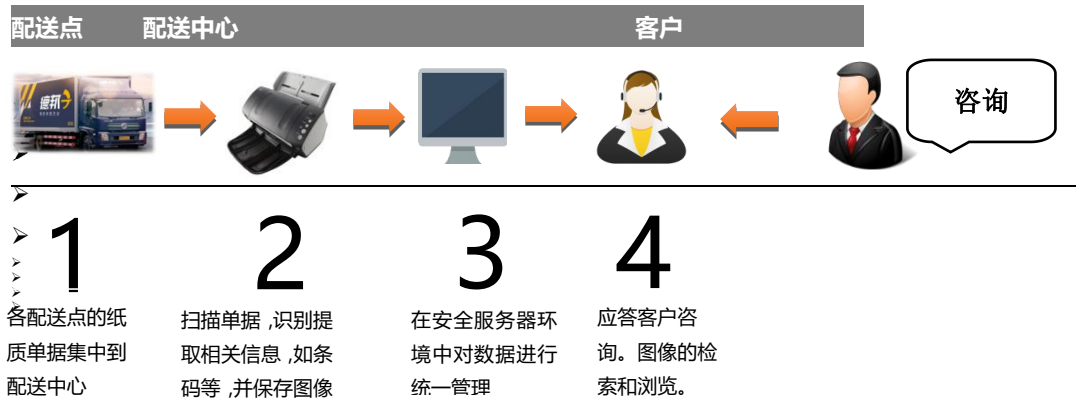 配送点 配送中心 客户
德邦
咨询
1 2 3 4
各配送点的纸
质单据集中到
配送中心
扫描单据 ,识别提
取相关信息 ,如条
码等 ,并保存图像
在安全服务器环
境中对数据进行
统一管理
应答客户咨
询。图像的检
索和浏览。